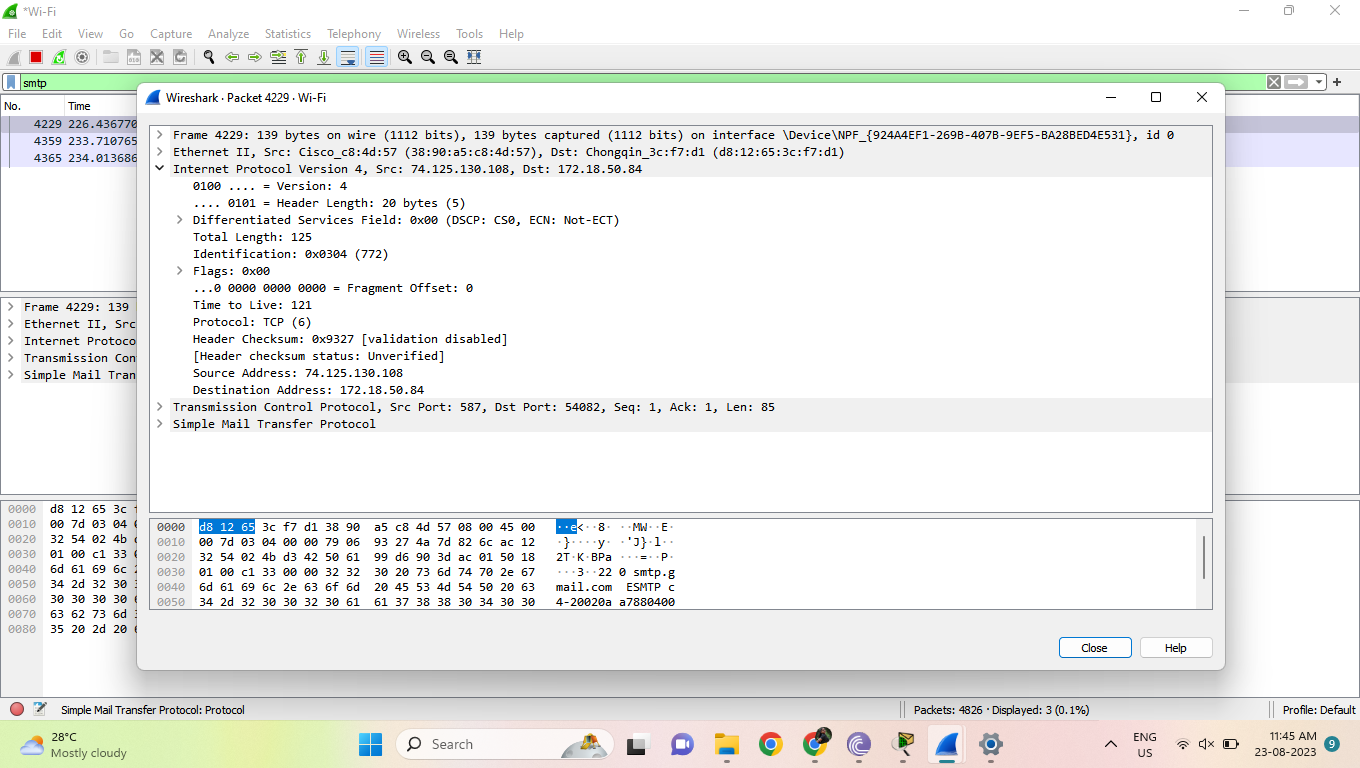 *Wi-Fi
File Edit View Go Capture Analyze Statistics Telephony Wireless Tools Help
smtp
No. Time
4229 226.436770
4359 233.710765
4365 234.013686
Frame 4229: 139
Ethernet II, Src
Internet Protoco
Transmission Con
Simple Mail Tran
0000 d8 12 65 3c
0010 00 7d 03 04
0020 32 54 02 4b
0030 01 00 c1 33
0040 6d 61 69 6c
0050 34 2d 32 30
0060 30 30 30 30
0070 63 62 73 6d
0080 35 20 2d 20
Wireshark · Packet 4229 · Wi-Fi
Frame 4229: 139 bytes on wire (1112 bits), 139 bytes captured (1112 bits) on interface \Device\NPF_{924A4EF1-269B-407B-9EF5-BA28BED4E531}, id 0
Ethernet II, Src: Cisco_c8:4d:57 (38:90:a5:c8:4d:57), Dst: Chongqin_3c:f7:d1 (d8:12:65:3c:f7:d1)
Internet Protocol Version 4, Src: 74.125.130.108, Dst: 172.18.50.84
0100 .... = Version: 4
.... 0101 = Header Length: 20 bytes (5)
Differentiated Services Field: 0x00 (DSCP: CS0, ECN: Not-ECT)
Total Length: 125
Identification: 0x0304 (772)
Flags: 0x00
...0 0000 0000 0000 = Fragment Offset: 0
Time to Live: 121
Protocol: TCP (6)
Header Checksum: 0x9327 [validation disabled]
[Header checksum status: Unverified]
Source Address: 74.125.130.108
Destination Address: 172.18.50.84
Transmission Control Protocol, Src Port: 587, Dst Port: 54082, Seq: 1, Ack: 1, Len: 85
Simple Mail Transfer Protocol
0000 d8 12 65 3c f7 d1 38 90 a5 c8 4d 57 08 00 45 00 ··e<··8· ··MW··E·
0010 00 7d 03 04 00 00 79 06 93 27 4a 7d 82 6c ac 12 ·}····y· ·'J}·l··
0020 32 54 02 4b d3 42 50 61 99 d6 90 3d ac 01 50 18 2T·K·BPa ···=··P·
0030 01 00 c1 33 00 00 32 32 30 20 73 6d 74 70 2e 67 ···3··22 0 smtp.g
0040 6d 61 69 6c 2e 63 6f 6d 20 45 53 4d 54 50 20 63 mail.com ESMTP c
0050 34 2d 32 30 30 32 30 61 61 37 38 38 30 34 30 30 4-20020a a7880400
Close Help
Simple Mail Transfer Protocol: Protocol
Packets: 4826 · Displayed: 3 (0.1%)
Profile: Default
28°C
Mostly cloudy
Search
ENG
US
11:45 AM
23-08-2023
9